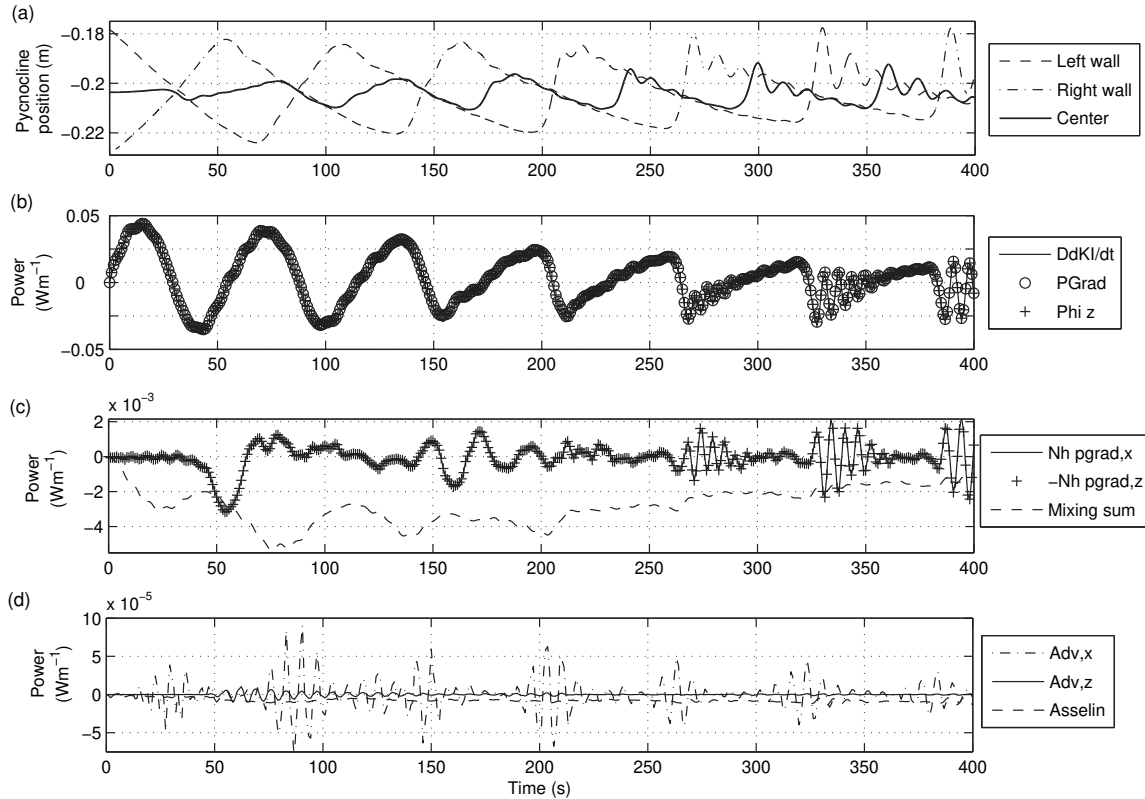 (a)
Pycnocline
position (m)
−0.18
−0.2
−0.22
0 50 100 150 200 250 300 350 400
Left wall
Right wall
Center
(b)
Power
(Wm−1)
0.05
0
−0.05
0 50 100 150 200 250 300 350 400
DdKI/dt
PGrad
Phi z
(c)
x 10−3
Power
(Wm−1)
2
0
−2
−4
0 50 100 150 200 250 300 350 400
Nh pgrad,x
−Nh pgrad,z
Mixing sum
(d)
x 10−5
Power
(Wm−1)
10
5
0
−5
0 50 100 150 200 250 300 350 400
Time (s)
Adv,x
Adv,z
Asselin